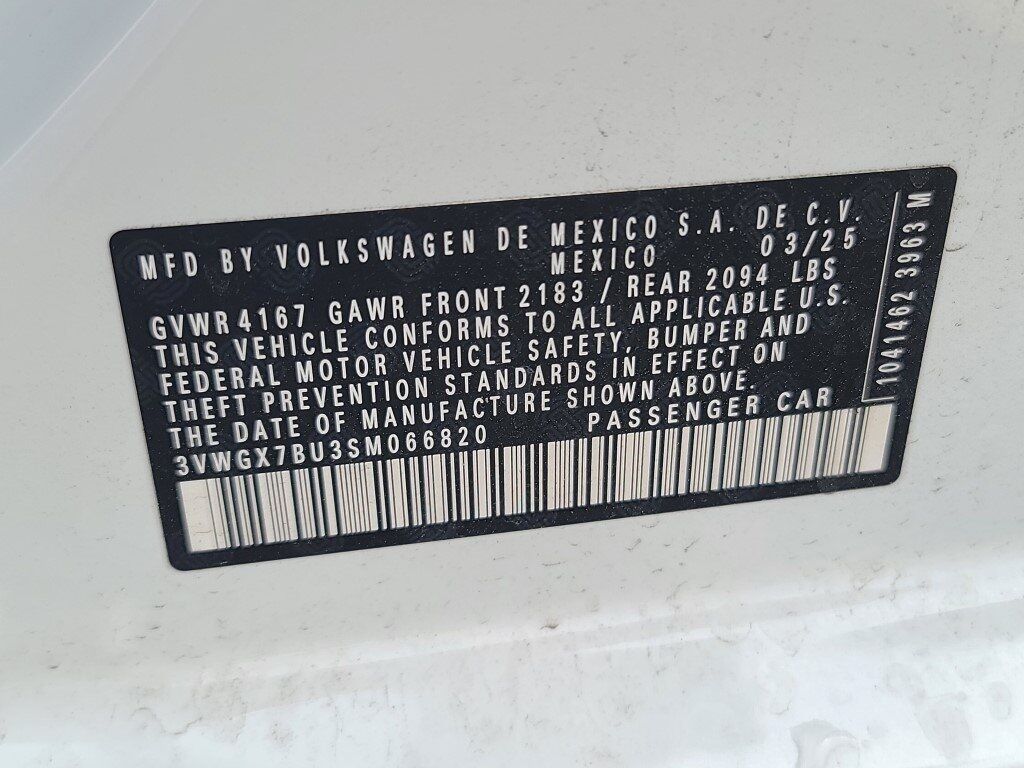 MFD BY VOLKSWAGEN DE MEXICO S.A. DE C.V.
MEXICO 03/25
GVWR 4167 GAWR FRONT 2183 / REAR 2094 LBS
THIS VEHICLE CONFORMS TO ALL APPLICABLE U.S.
FEDERAL MOTOR VEHICLE SAFETY, BUMPER AND
THEFT PREVENTION STANDARDS IN EFFECT ON
THE DATE OF MANUFACTURE SHOWN ABOVE.
3VWGX7BU3SM066820 PASSENGER CAR
1041462 3963 M